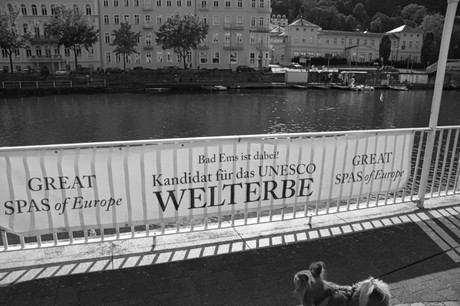 GREAT
SPAS of Europe
Bad Ems ist dabei!
Kandidat für das UNESCO
WELTERBE
GREAT
SPAS of Europe